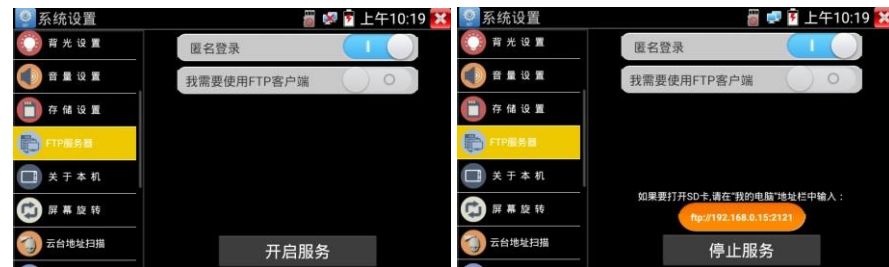 系统设置
上午10:19
背光设置
音量设置
存储设置
FTP服务器
关于本机
屏幕旋转
云台地址扫描
匿名登录
我需要使用FTP客户端
开启服务
系统设置
上午10:19
背光设置
音量设置
存储设置
FTP服务器
关于本机
屏幕旋转
云台地址扫描
匿名登录
我需要使用FTP客户端
如果要打开SD卡,请在"我的电脑"地址栏中输入：
ftp://192.168.0.15:2121
停止服务